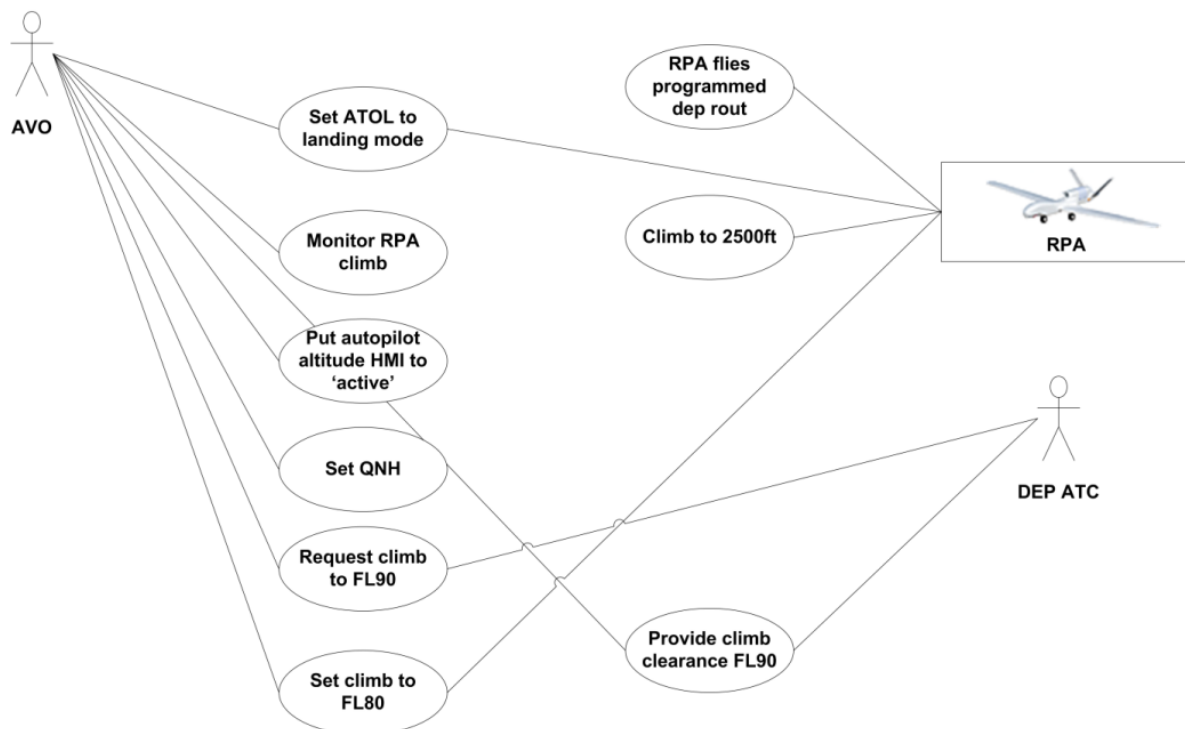 AVO
Set ATOL to
landing mode
Monitor RPA
climb
Put autopilot
altitude HMI to
‘active’
Set QNH
Request climb
to FL90
Set climb to
FL80
RPA flies
programmed
dep rout
Climb to 2500ft
Provide climb
clearance FL90
RPA
DEP ATC